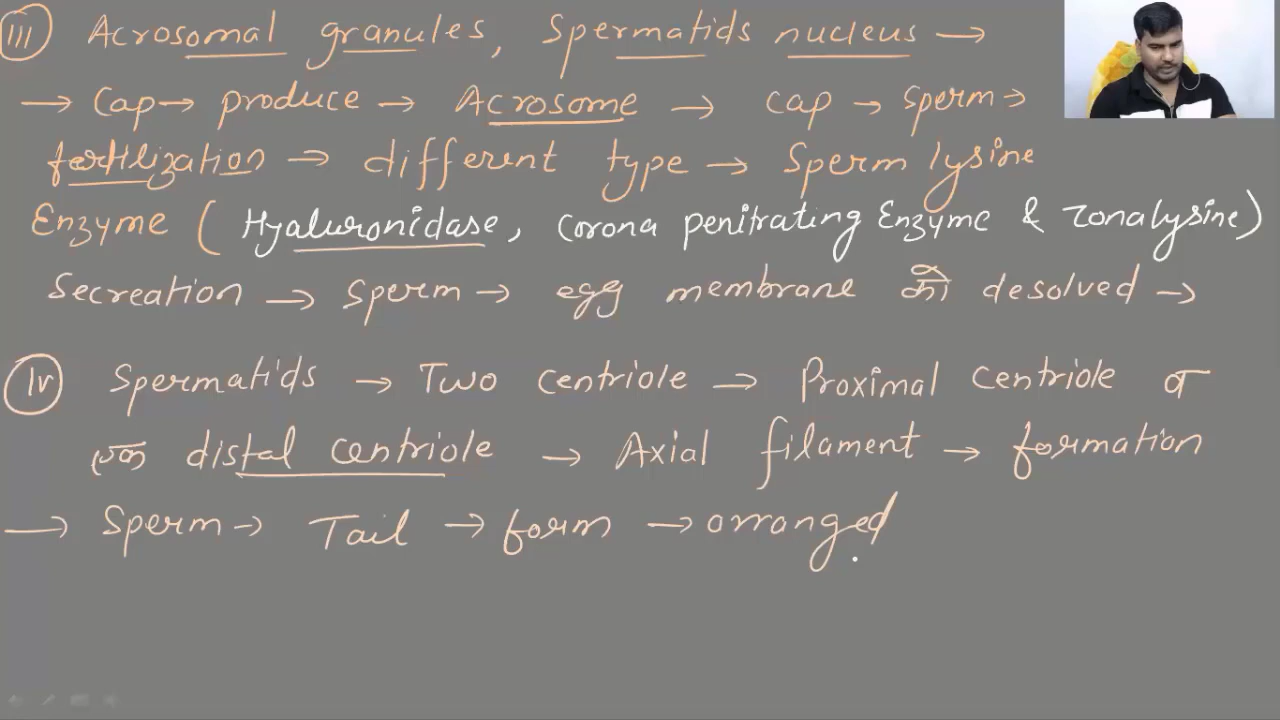 (iii) Acrosomal granules, Spermatids nucleus →
→ Cap → produce → Acrosome → cap → sperm →
fertilization → different type → Sperm lysine
Enzyme ( Hyaluronidase, corona penitrating Enzyme & zonalysine)
Secreation → sperm → egg membrane को desolved →
(iv) Spermatids → Two centriole → Proximal centriole व
एक distal centriole → Axial filament → formation
→ Sperm → Tail → form → arranged